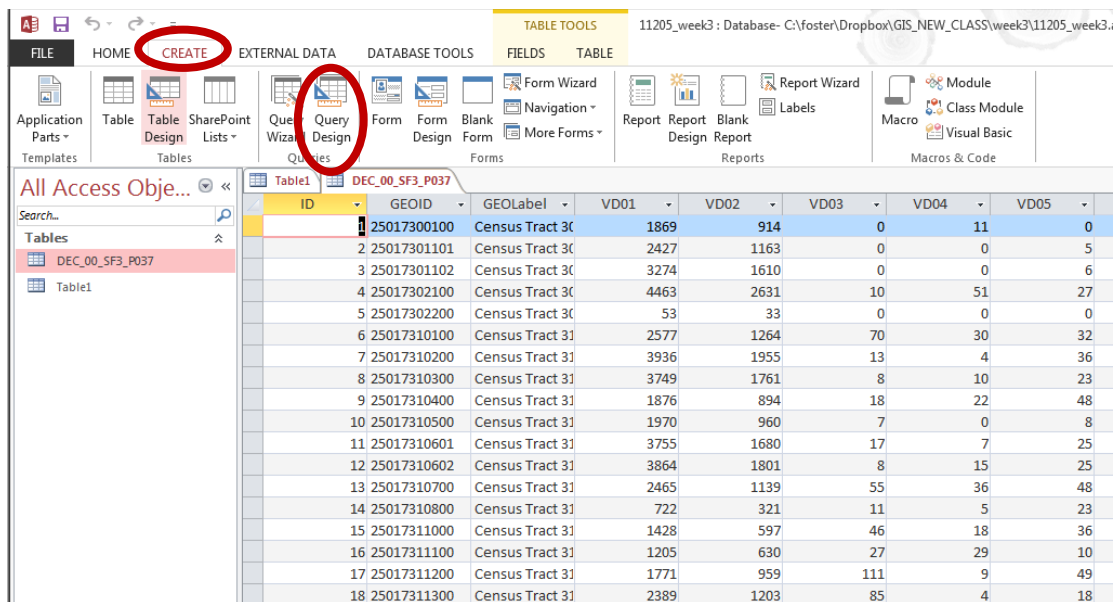 TABLE TOOLS 11205_week3 : Database- C:\foster\Dropbox\GIS_NEW_CLASS\week3\11205_week3.a
FILE HOME CREATE EXTERNAL DATA DATABASE TOOLS FIELDS TABLE
Application Parts Table Table Design SharePoint Lists Query Wizard Query Design Form Form Design Blank Form Form Wizard Navigation More Forms Report Report Design Blank Report Report Wizard Labels Macro Module Class Module Visual Basic
Templates Tables Queries Forms Reports Macros & Code
All Access Obje... « Table1 DEC_00_SF3_P037
Search...
Tables
DEC_00_SF3_P037
Table1
ID GEOID GEOLabel VD01 VD02 VD03 VD04 VD05
1 25017300100 Census Tract 30 1869 914 0 11 0
2 25017301101 Census Tract 30 2427 1163 0 0 5
3 25017301102 Census Tract 30 3274 1610 0 0 6
4 25017302100 Census Tract 30 4463 2631 10 51 27
5 25017302200 Census Tract 30 53 33 0 0 0
6 25017310100 Census Tract 31 2577 1264 70 30 32
7 25017310200 Census Tract 31 3936 1955 13 4 36
8 25017310300 Census Tract 31 3749 1761 8 10 23
9 25017310400 Census Tract 31 1876 894 18 22 48
10 25017310500 Census Tract 31 1970 960 7 0 8
11 25017310601 Census Tract 31 3755 1680 17 7 25
12 25017310602 Census Tract 31 3864 1801 8 15 25
13 25017310700 Census Tract 31 2465 1139 55 36 48
14 25017310800 Census Tract 31 722 321 11 5 23
15 25017311000 Census Tract 31 1428 597 46 18 36
16 25017311100 Census Tract 31 1205 630 27 29 10
17 25017311200 Census Tract 31 1771 959 111 9 49
18 25017311300 Census Tract 31 2389 1203 85 4 18